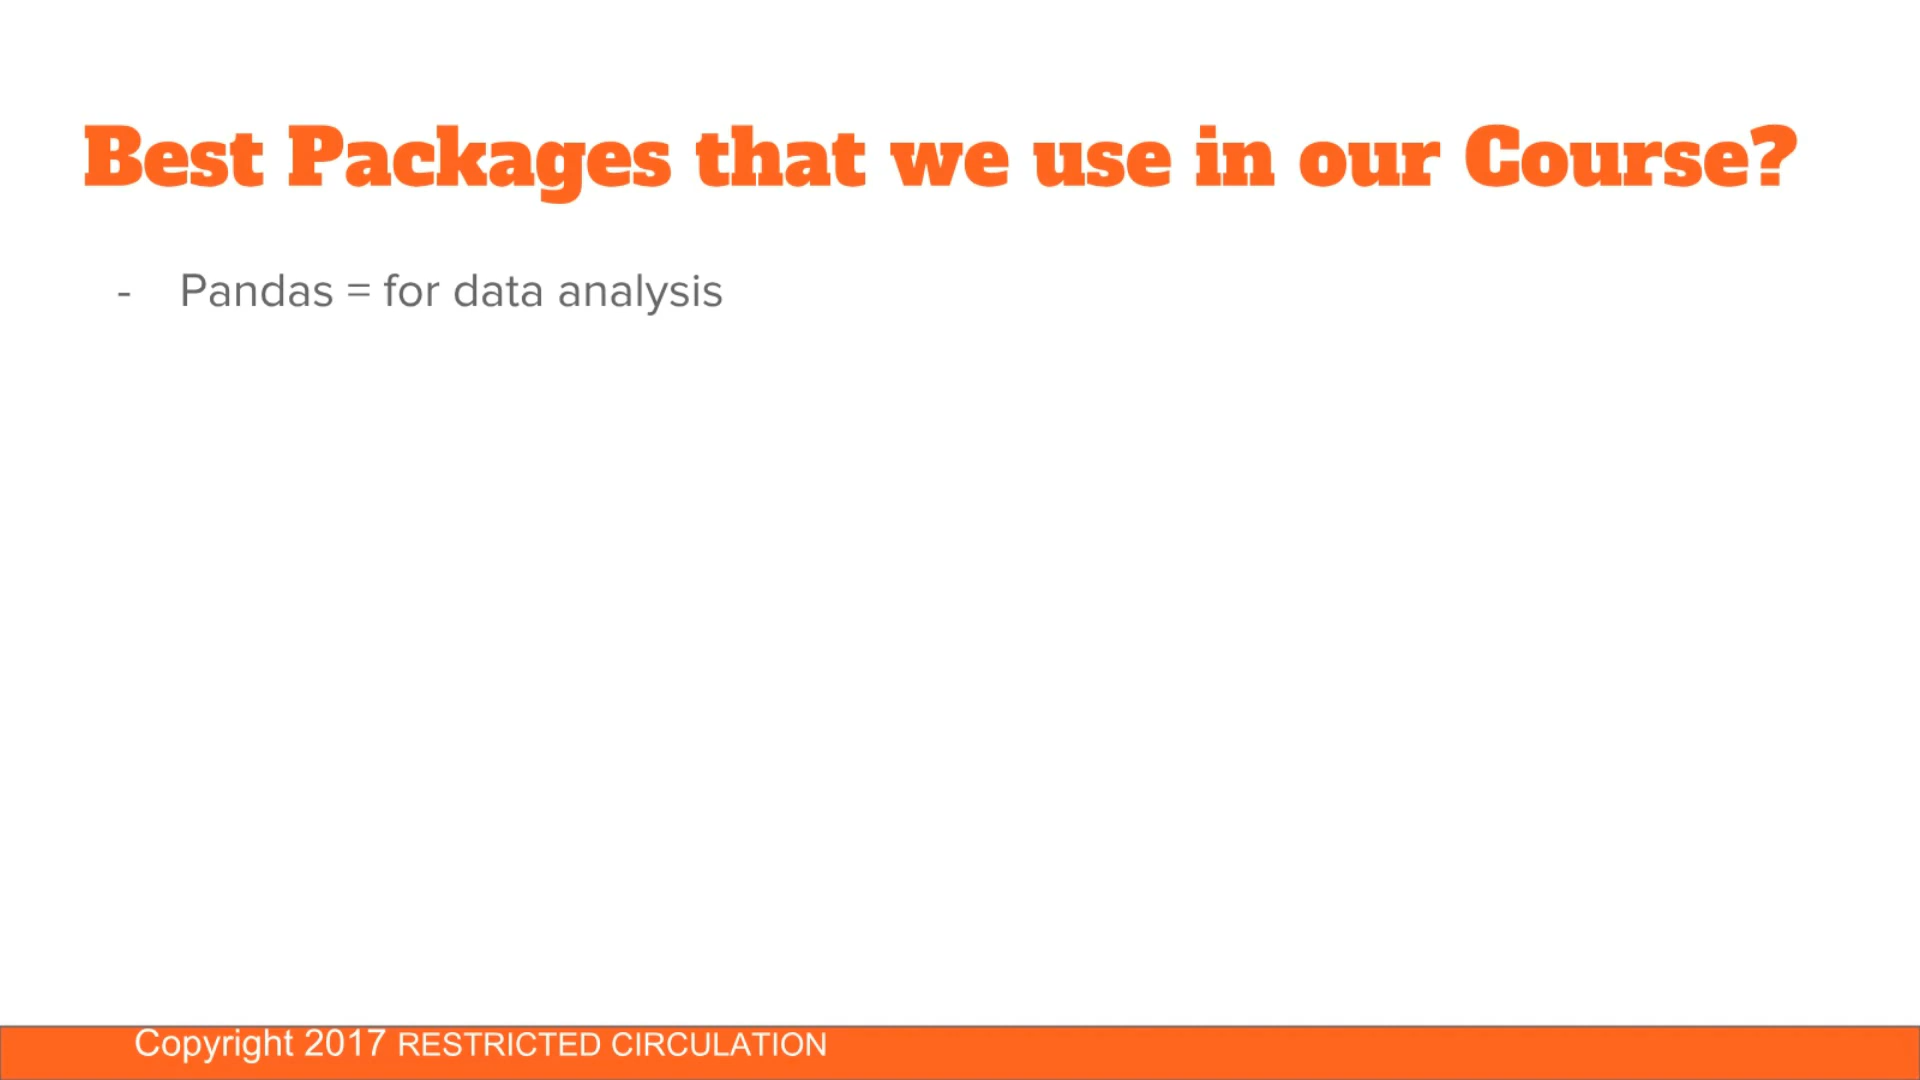 Best Packages that we use in our Course?
- Pandas = for data analysis
Copyright 2017 RESTRICTED CIRCULATION